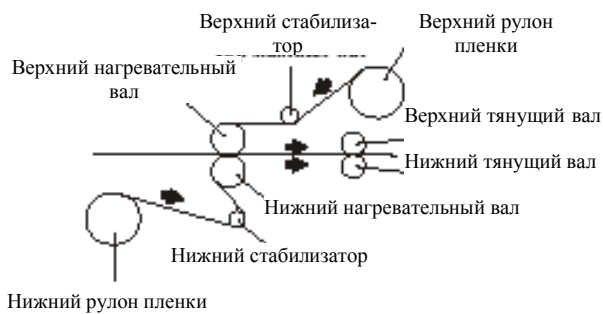 Верхний стабилиза-
тор
Верхний рулон
пленки
Верхний нагревательный
вал
Верхний тянущий вал
Нижний тянущий вал
Нижний нагревательный вал
Нижний стабилизатор
Нижний рулон пленки